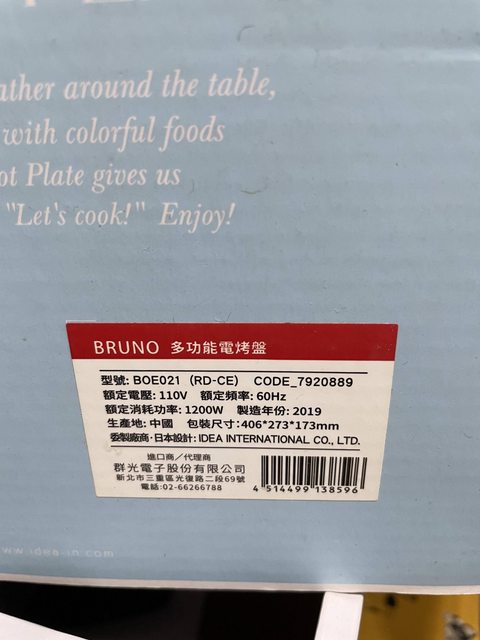 around the table,
with colorful foods
Plate gives us
"Let's cook!" Enjoy!
BRUNO 多功能電烤盤
型號: BOE021 (RD-CE) CODE_7920889
額定電壓: 110V 額定頻率: 60Hz
額定消耗功率: 1200W 製造年份: 2019
生產地: 中國 包裝尺寸:406*273*173mm
委製廠商·日本設計: IDEA INTERNATIONAL CO., LTD.
進口商／代理商
群光電子股份有限公司
新北市三重區光復路二段69號
電話:02-66266788
4 514499 138596
www.idea-in.com